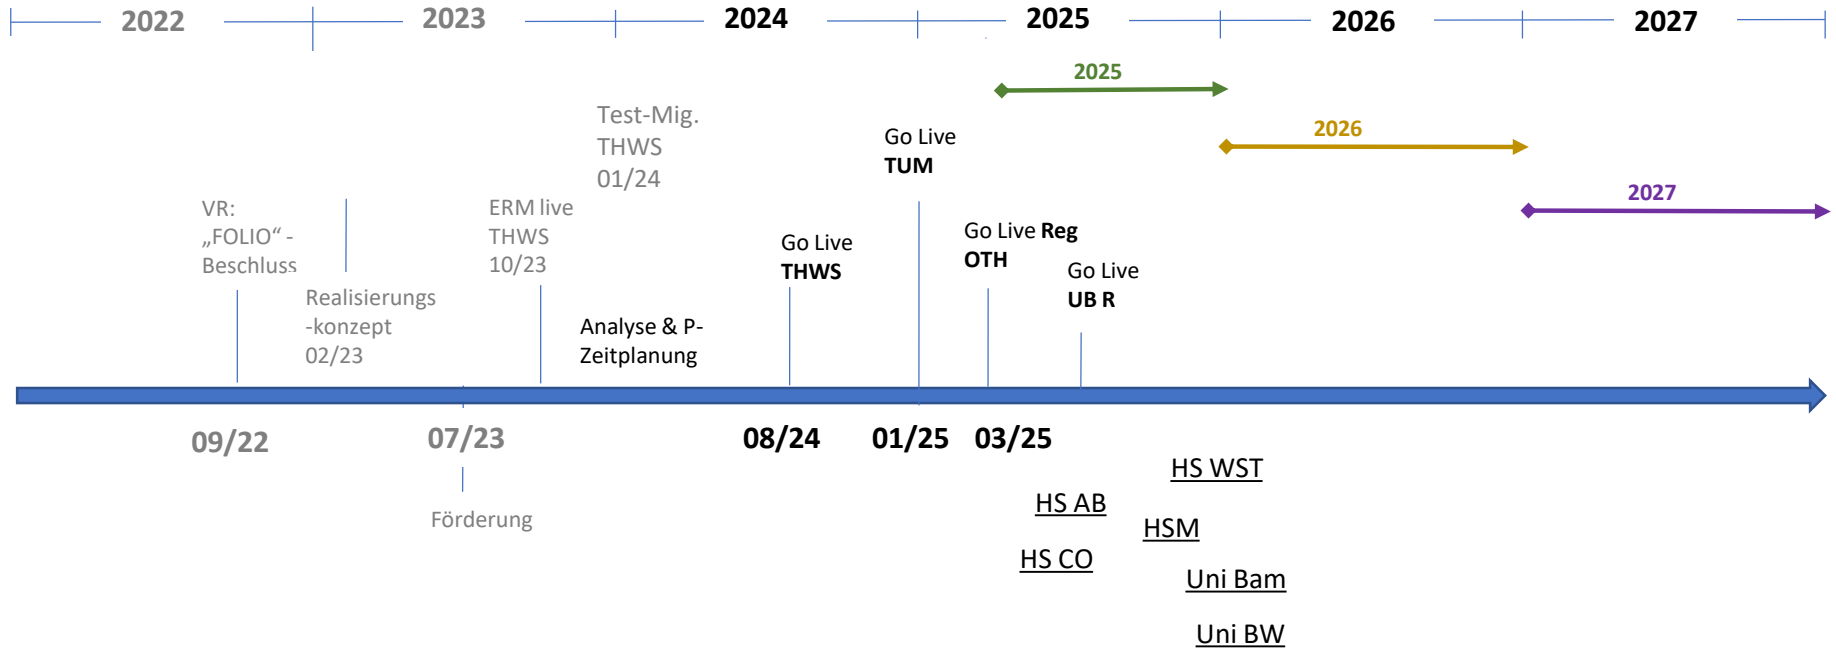 2022
2023
2024
2025
2026
2027
2025
2026
2027
Test-Mig.
THWS
01/24
Go Live
TUM
VR:
„FOLIO“ -
Beschluss
ERM live
THWS
10/23
Go Live
THWS
Go Live Reg
OTH
Go Live
UB R
Realisierungs
-konzept
02/23
Analyse & P-
Zeitplanung
09/22
07/23
08/24
01/25
03/25
Förderung
HS WST
HS AB
HSM
HS CO
Uni Bam
Uni BW